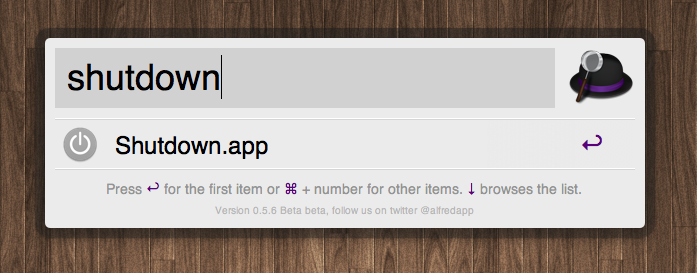 shutdown
Shutdown.app ↩
Press ↩ for the first item or ⌘ + number for other items. ↓ browses the list.
Version 0.5.6 Beta beta, follow us on twitter @alfredapp